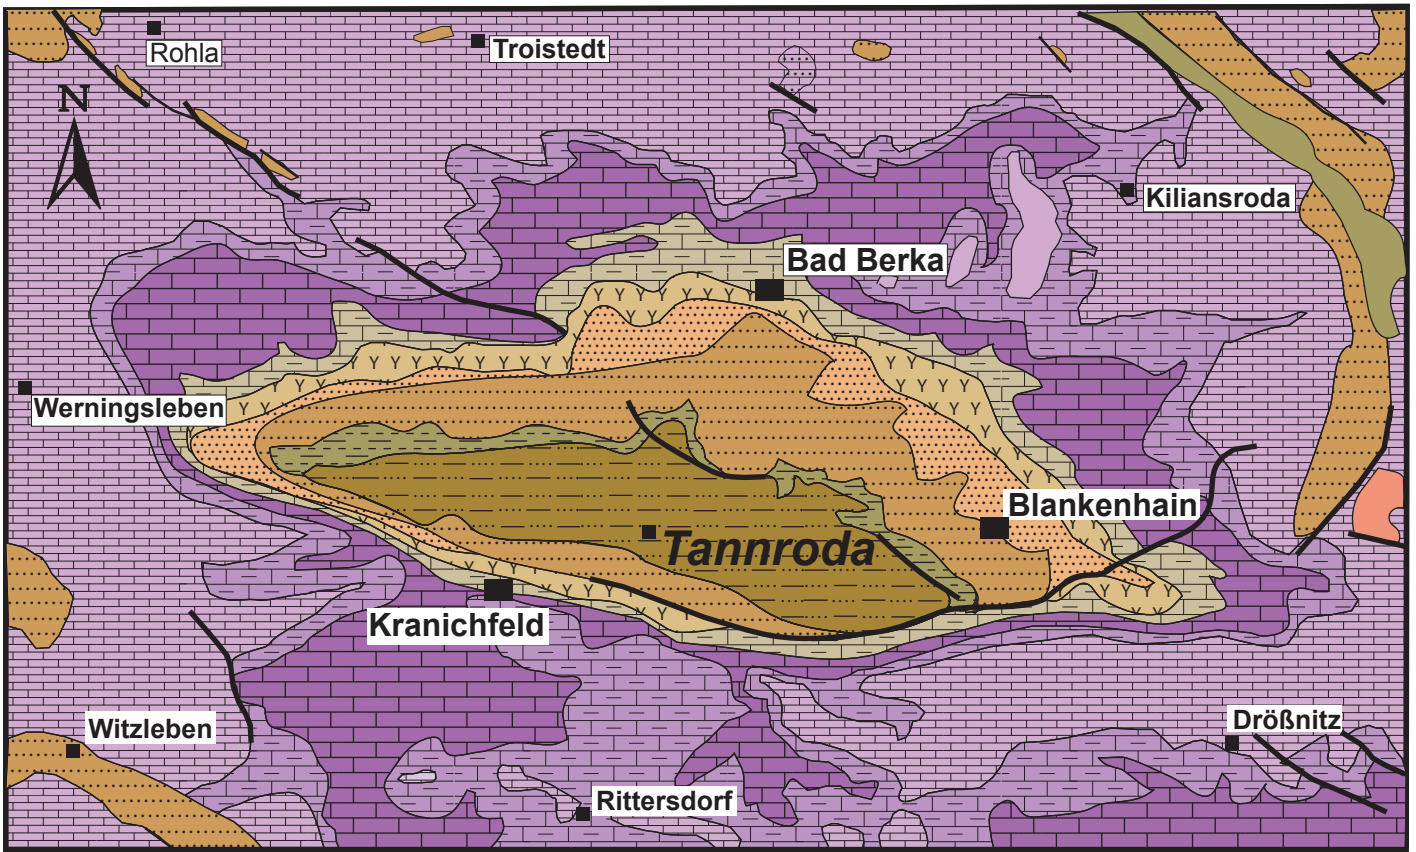 Rohla
Troistedt
N
Kiliansroda
Bad Berka
Werningsleben
Blankenhain
Tannroda
Kranichfeld
Witzleben
Drößnitz
Rittersdorf